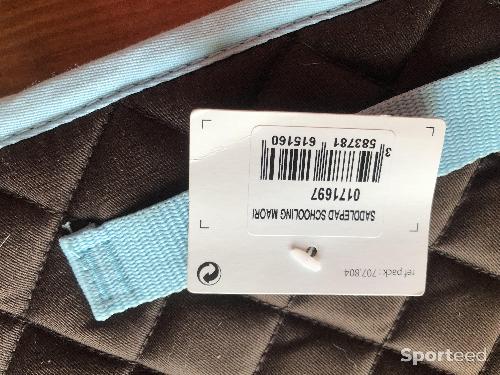 SADDLEPAD SCHOOLING MAORI
0171697
3 583781 615160
ref pack : 707.804
Sporteed